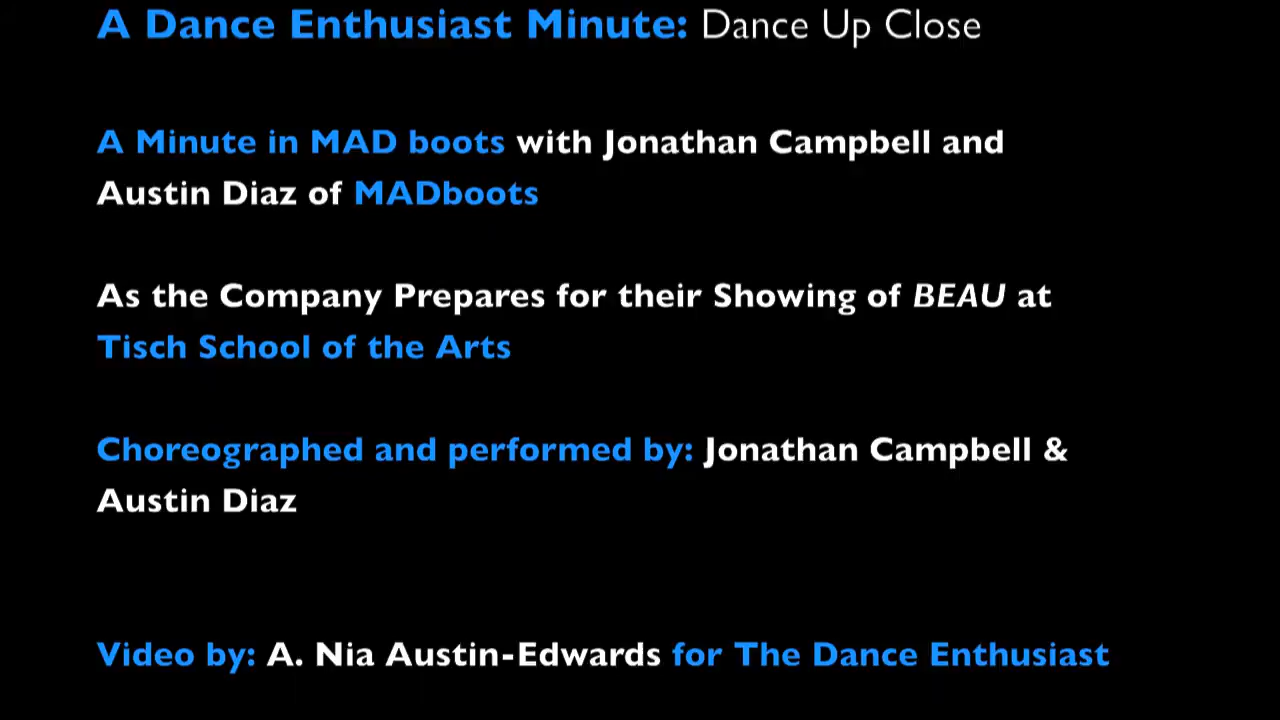 A Dance Enthusiast Minute: Dance Up Close
A Minute in MAD boots with Jonathan Campbell and
Austin Diaz of MADboots
As the Company Prepares for their Showing of BEAU at
Tisch School of the Arts
Choreographed and performed by: Jonathan Campbell &
Austin Diaz
Video by: A. Nia Austin-Edwards for The Dance Enthusiast